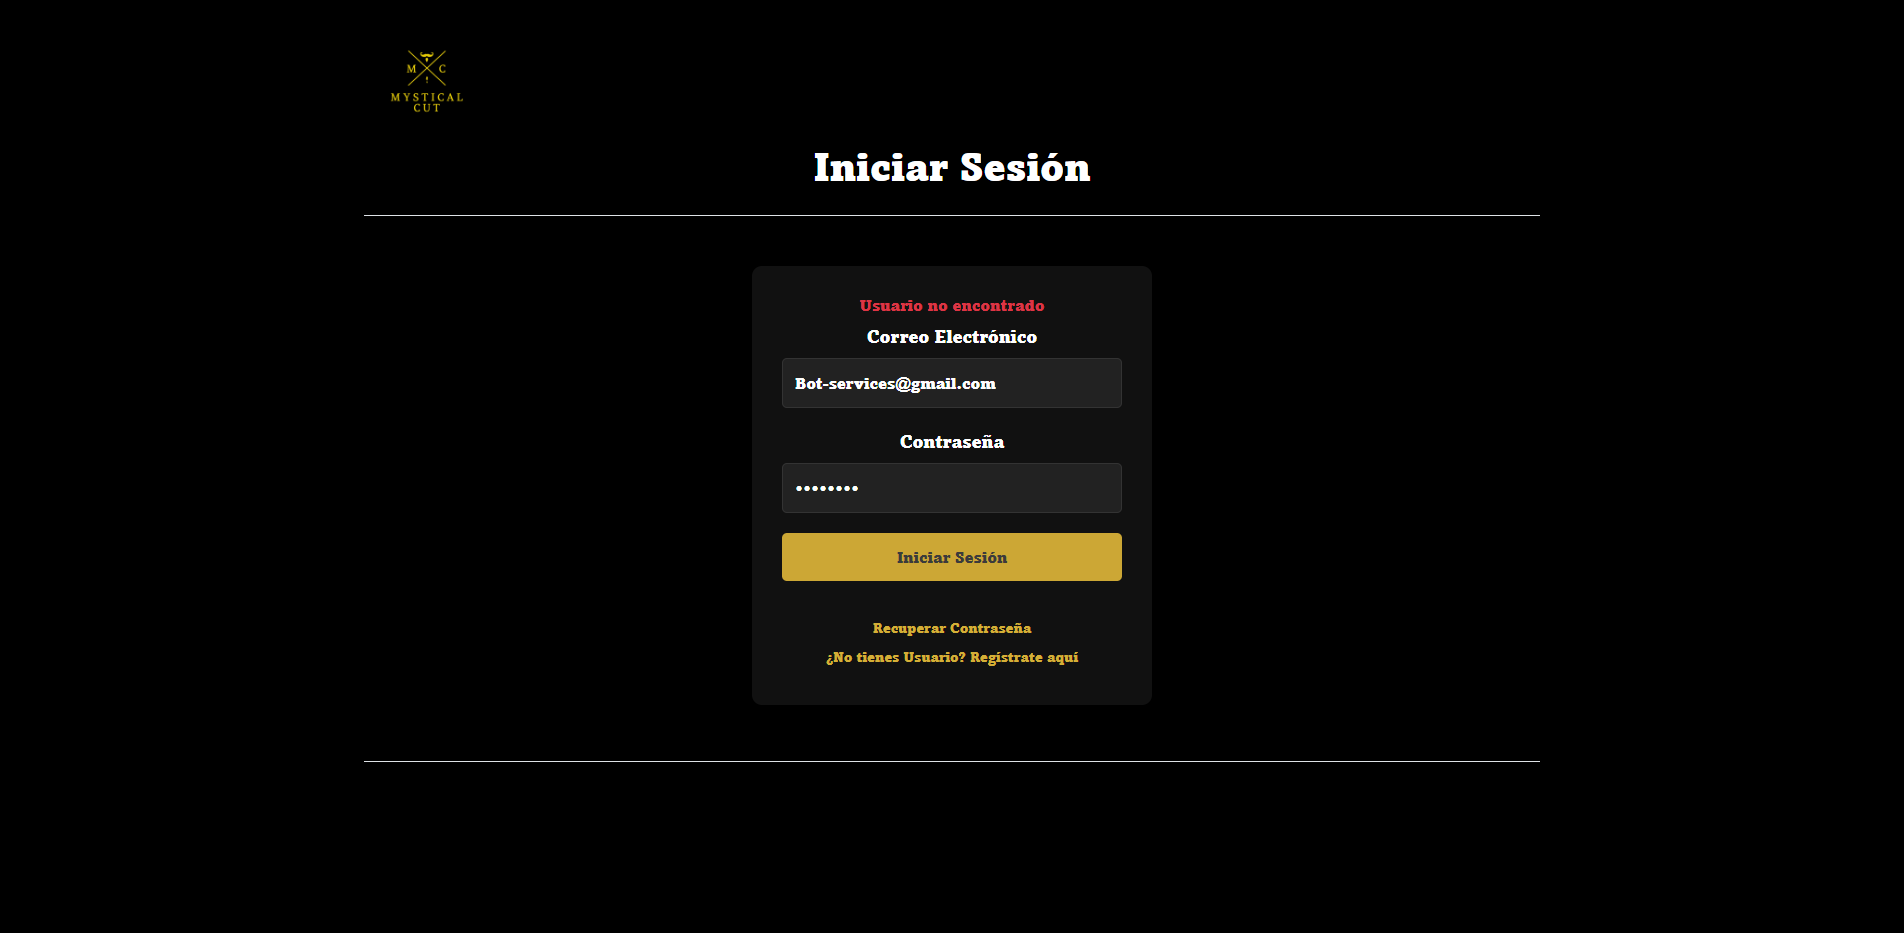 M C
MYSTICAL
CUT
Iniciar Sesión
Usuario no encontrado
Correo Electrónico
Bot-services@gmail.com
Contraseña
••••••••
Iniciar Sesión
Recuperar Contraseña
¿No tienes Usuario? Regístrate aquí